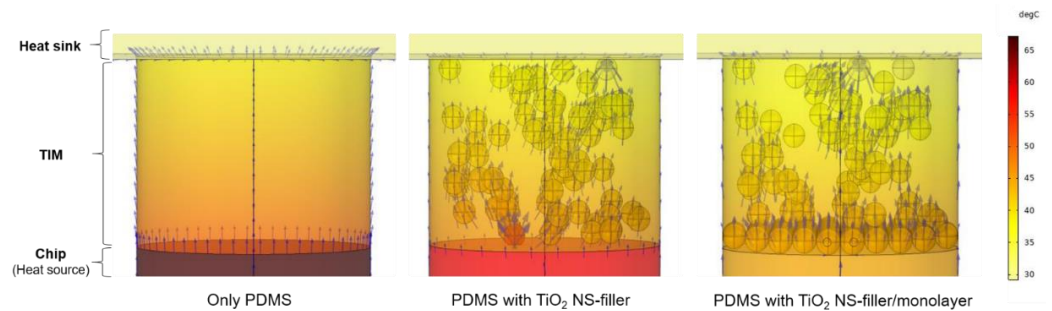 degC
Heat sink
TIM
Chip
(Heat source)
65
60
55
50
45
40
35
30
Only PDMS
PDMS with TiO₂ NS-filler
PDMS with TiO₂ NS-filler/monolayer